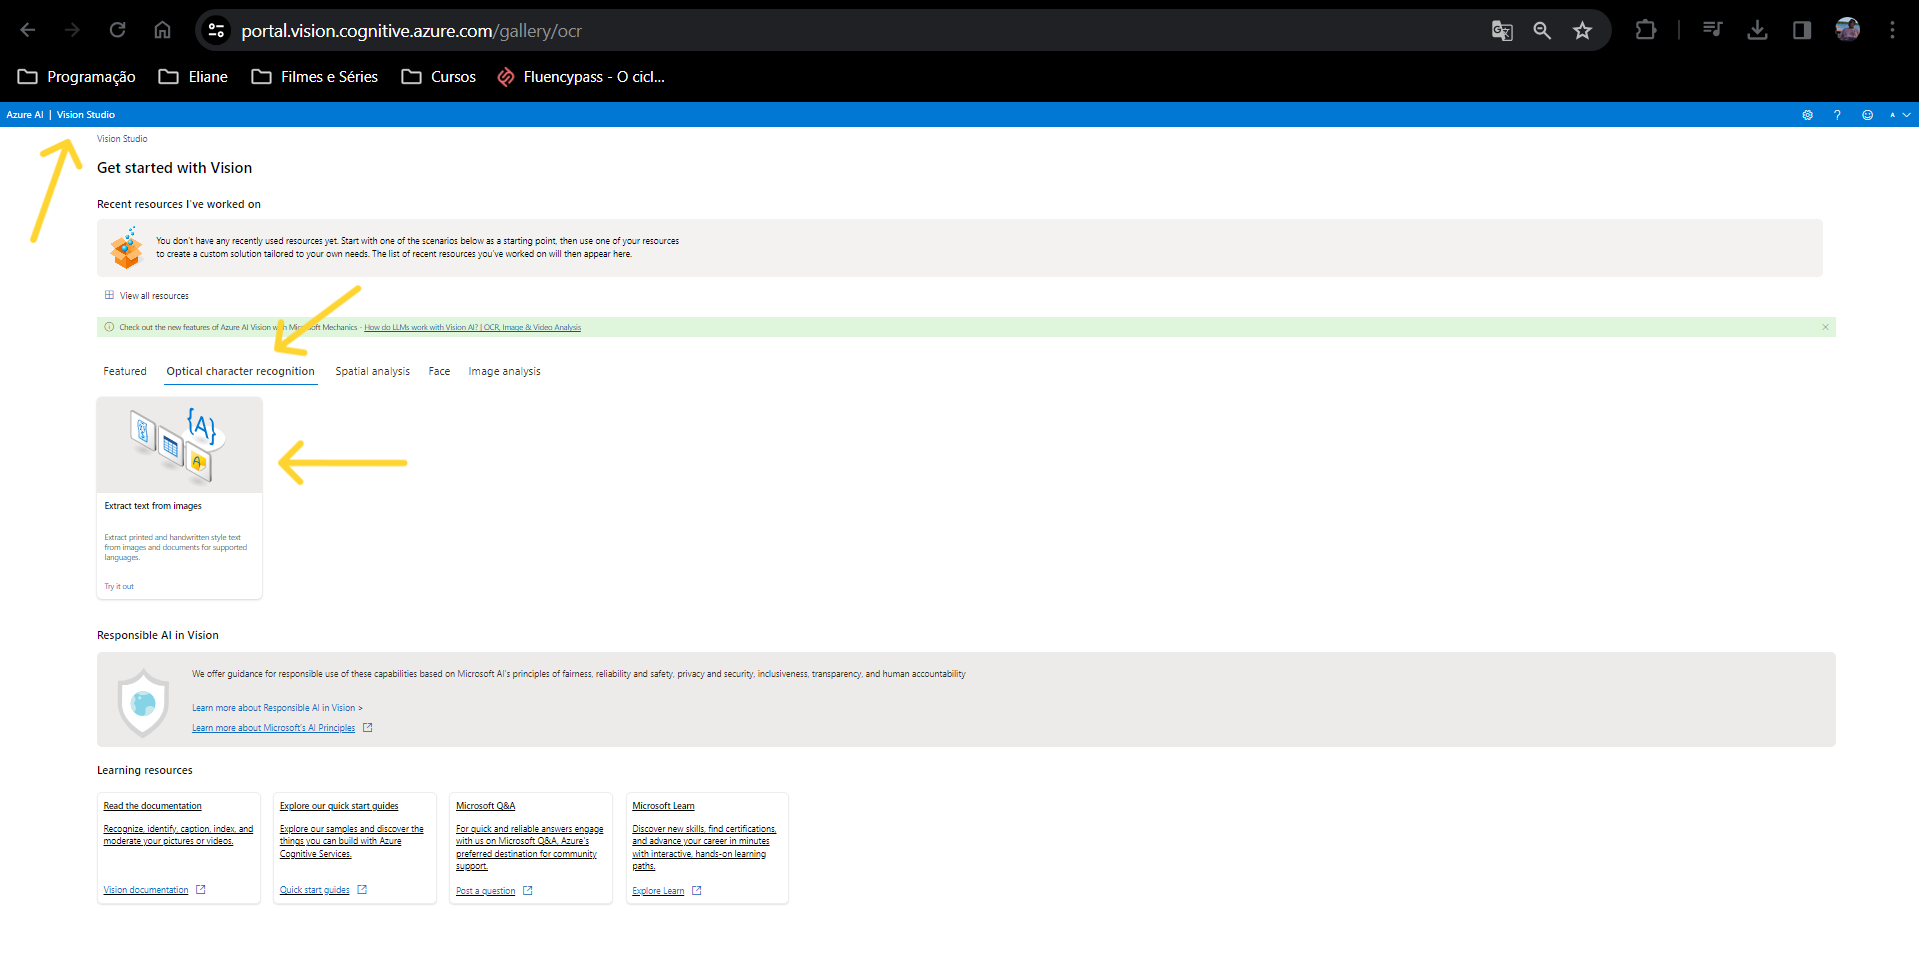 portal.vision.cognitive.azure.com/gallery/ocr
Programação Eliane Filmes e Séries Cursos Fluencypass - O cicl...
Azure AI | Vision Studio
Vision Studio
Get started with Vision
Recent resources I've worked on
You don't have any recently used resources yet. Start with one of the scenarios below as a starting point, then use one of your resources
to create a custom solution tailored to your own needs. The list of recent resources you've worked on will then appear here.
View all resources
Check out the new features of Azure AI Vision with Microsoft Mechanics - How do LLMs work with Vision AI? | OCR, Image & Video Analysis
Featured Optical character recognition Spatial analysis Face Image analysis
{A}
A
Extract text from images
Extract printed and handwritten style text
from images and documents for supported
languages.
Try it out
Responsible AI in Vision
We offer guidance for responsible use of these capabilities based on Microsoft AI's principles of fairness, reliability and safety, privacy and security, inclusiveness, transparency, and human accountability
Learn more about Responsible AI in Vision >
Learn more about Microsoft's AI Principles
Learning resources
Read the documentation
Recognize, identify, caption, index, and
moderate your pictures or videos.
Vision documentation
Explore our quick start guides
Explore our samples and discover the
things you can build with Azure
Cognitive Services.
Quick start guides
Microsoft Q&A
For quick and reliable answers engage
with us on Microsoft Q&A, Azure's
preferred destination for community
support.
Post a question
Microsoft Learn
Discover new skills, find certifications,
and advance your career in minutes
with interactive, hands-on learning
paths.
Explore Learn